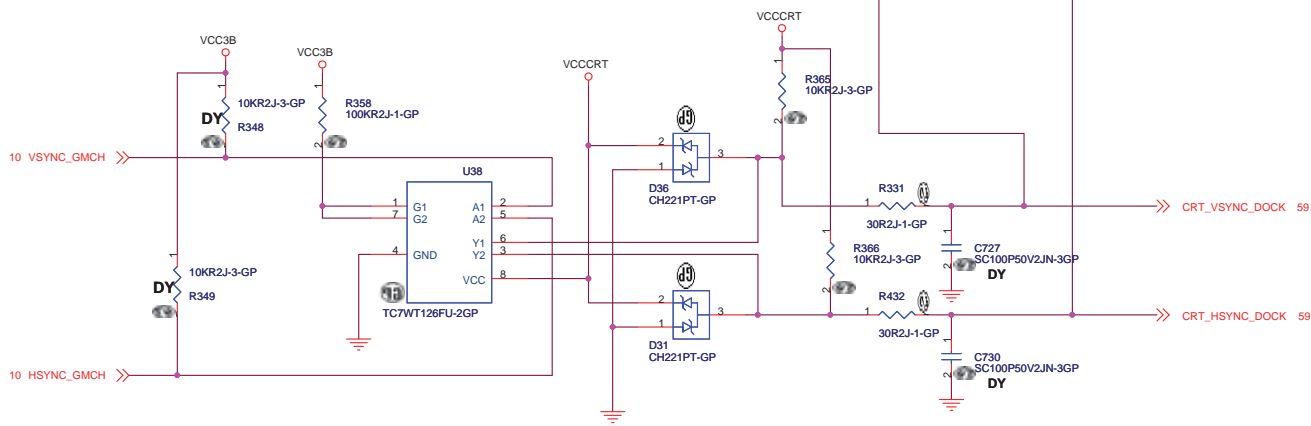 VCCCRT
VCC3B
VCC3B
VCCCRT
1
10KR2J-3-GP
DY
R348
1
R358
100KR2J-1-GP
2
1
R365
10KR2J-3-GP
2
10 VSYNC_GMCH
U38
1 G1
7 G2
4 GND
A1 2
A2 5
Y1 6
Y2 3
VCC 8
TC7WT126FU-2GP
2
1
3
D36
CH221PT-GP
R331
1
30R2J-1-GP
CRT_VSYNC_DOCK 59
1
C727
SC100P50V2JN-3GP
2
DY
1
R366
10KR2J-3-GP
2
1
10KR2J-3-GP
DY
R349
2
1
3
D31
CH221PT-GP
R432
1
30R2J-1-GP
CRT_HSYNC_DOCK 59
1
C730
SC100P50V2JN-3GP
2
DY
10 HSYNC_GMCH